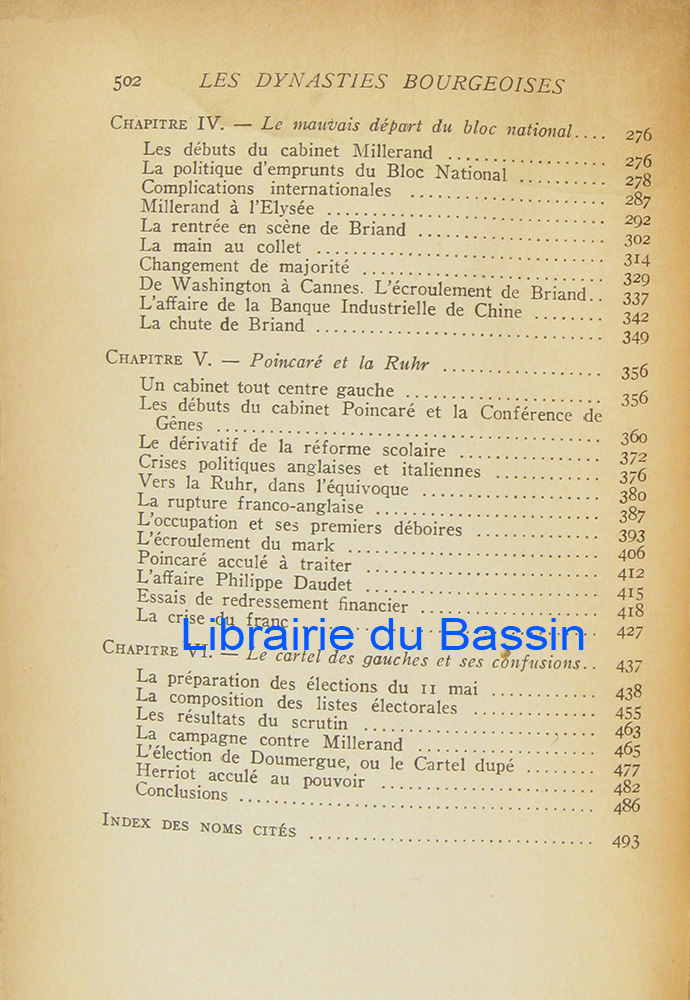 502 LES DYNASTIES BOURGEOISES
CHAPITRE IV. — Le mauvais départ du bloc national.... 276
Les débuts du cabinet Millerand .................... 276
La politique d'emprunts du Bloc National .......... 278
Complications internationales ...................... 287
Millerand à l'Elysée ................................ 292
La rentrée en scène de Briand ...................... 302
La main au collet .................................. 314
Changement de majorité ............................ 329
De Washington à Cannes. L'écroulement de Briand.. 337
L'affaire de la Banque Industrielle de Chine ........ 342
La chute de Briand ................................ 349
CHAPITRE V. — Poincaré et la Ruhr .................. 356
Un cabinet tout centre gauche ...................... 356
Les débuts du cabinet Poincaré et la Conférence de
Gênes ............................................ 360
Le dérivatif de la réforme scolaire .................. 372
Crises politiques anglaises et italiennes ............ 376
Vers la Ruhr, dans l'équivoque .................... 380
La rupture franco-anglaise .......................... 387
L'occupation et ses premiers déboires .............. 393
L'écroulement du mark ............................ 406
Poincaré acculé à traiter .......................... 412
L'affaire Philippe Daudet .......................... 415
Essais de redressement financier .................... 418
La crise du franc .................................. 427
Librairie du Bassin
CHAPITRE VI. — Le cartel des gauches et ses confusions.. 437
La préparation des élections du 11 mai ............ 438
La composition des listes électorales .............. 455
Les résultats du scrutin ............................ 463
La campagne contre Millerand .................... 465
L'élection de Doumergue, ou le Cartel dupé ........ 477
Herriot acculé au pouvoir .......................... 482
Conclusions ........................................ 486
INDEX DES NOMS CITÉS ................................ 493